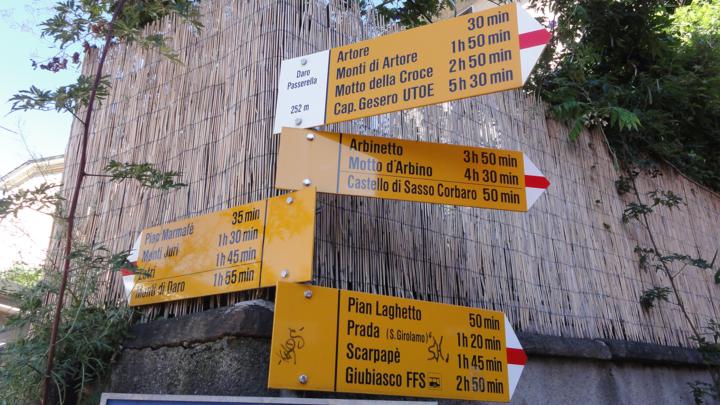 Daro
Passerella
252 m
Artore 30 min
Monti di Artore 1h 50 min
Motto della Croce 2h 50 min
Cap. Gesero UTOE 5h 30 min
Arbinetto 3h 50 min
Motto d'Arbino 4h 30 min
Castello di Sasso Corbaro 50 min
Pian Marmafè 35 min
Monti Juri 1h 30 min
1h 45 min
Monti di Daro 1h 55 min
Pian Laghetto 50 min
Prada (S. Girolamo) 1h 20 min
Scarpapè 1h 45 min
Giubiasco FFS 2h 50 min